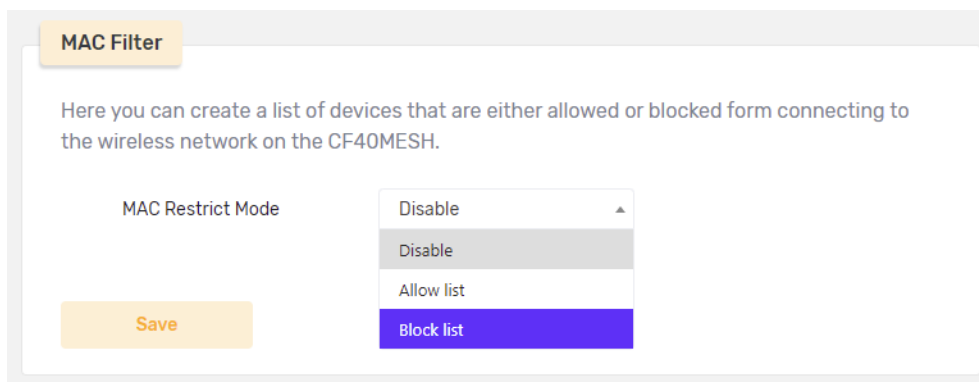 MAC Filter
Here you can create a list of devices that are either allowed or blocked form connecting to
the wireless network on the CF40MESH.
MAC Restrict Mode
Disable
Disable
Allow list
Block list
Save